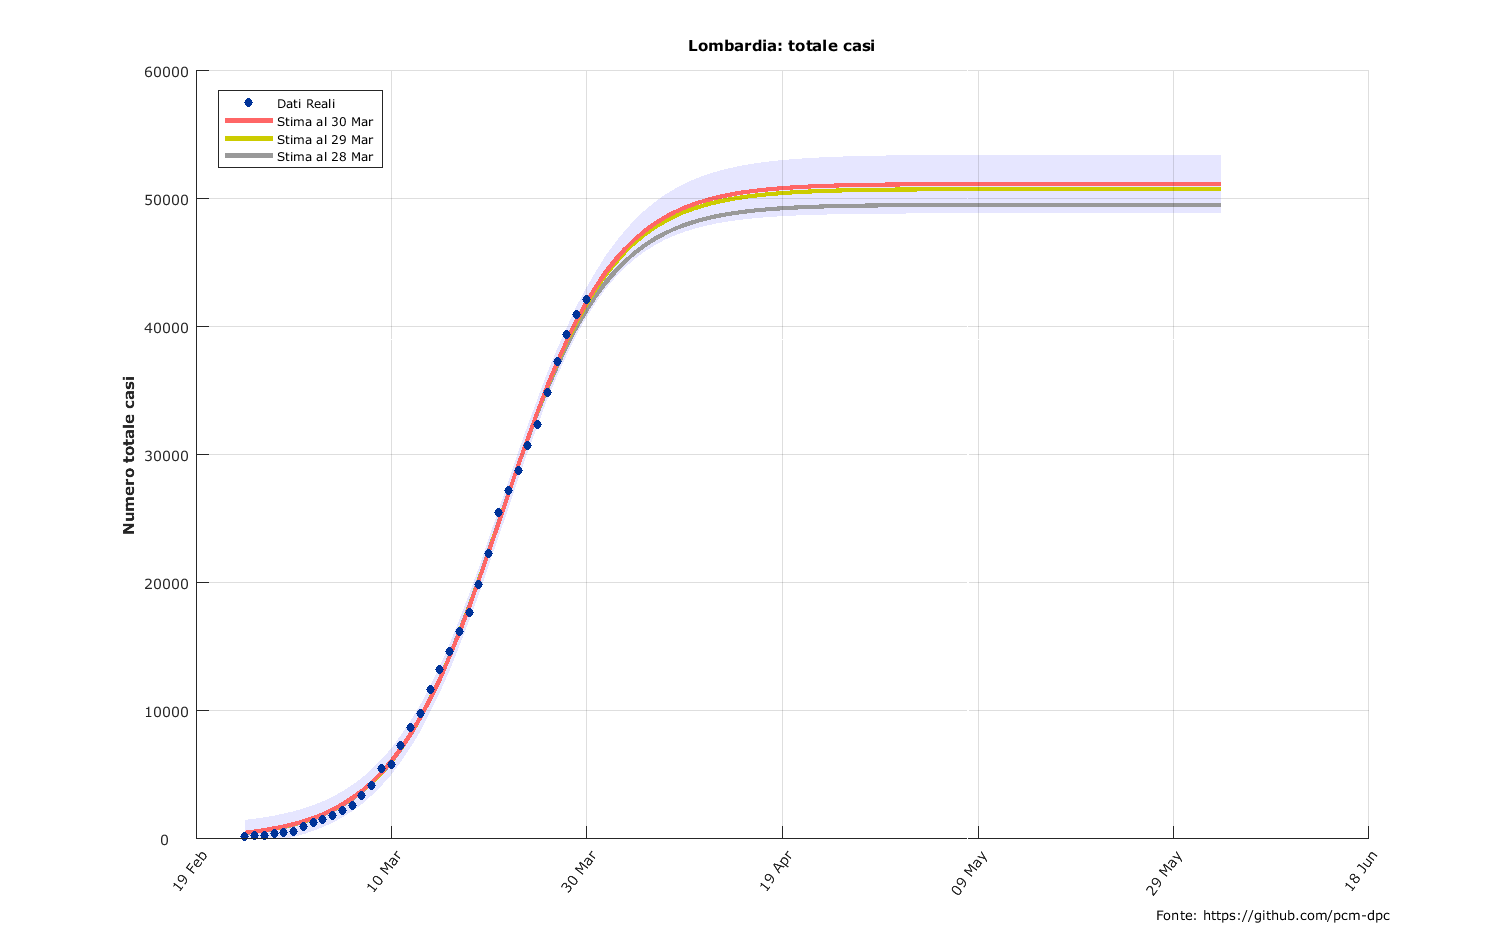 Lombardia: totale casi
60000
50000
40000
30000
20000
10000
0
Numero totale casi
Dati Reali
Stima al 30 Mar
Stima al 29 Mar
Stima al 28 Mar
19 Feb
10 Mar
30 Mar
19 Apr
09 May
29 May
18 Jun
Fonte: https://github.com/pcm-dpc